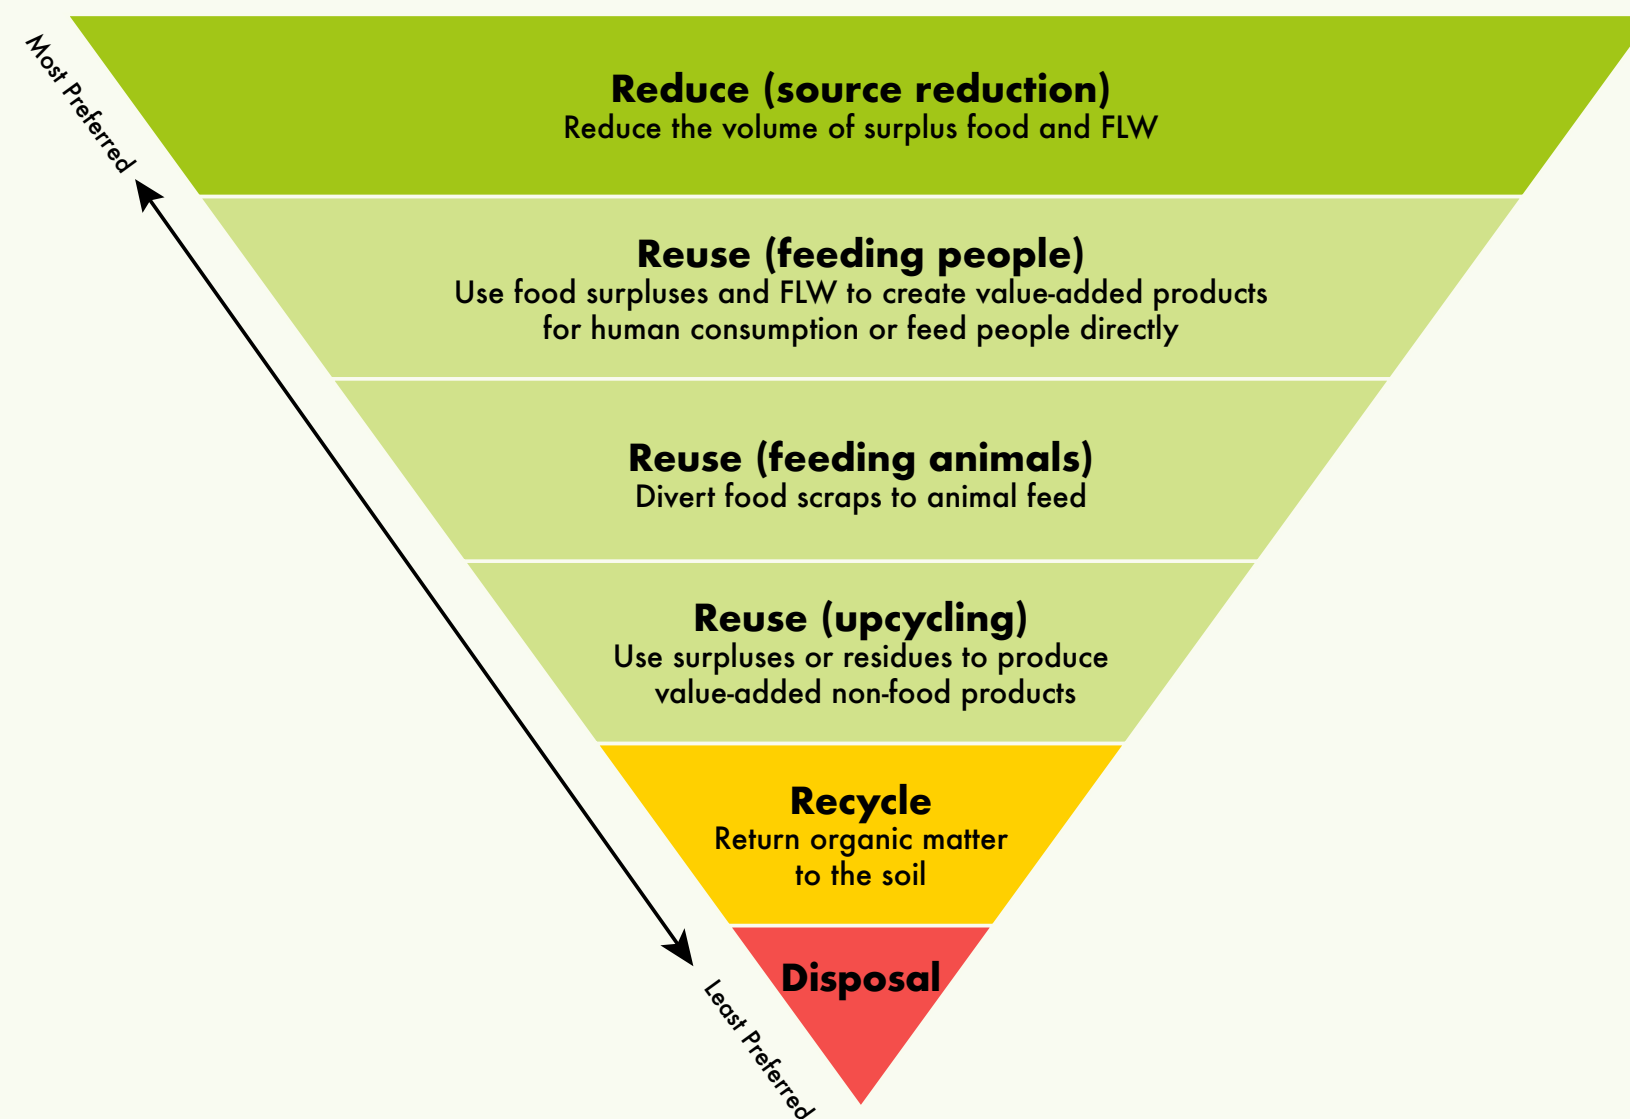 Most Preferred
Reduce (source reduction)
Reduce the volume of surplus food and FLW
Reuse (feeding people)
Use food surpluses and FLW to create value-added products
for human consumption or feed people directly
Reuse (feeding animals)
Divert food scraps to animal feed
Reuse (upcycling)
Use surpluses or residues to produce
value-added non-food products
Recycle
Return organic matter
to the soil
Disposal
Least Preferred